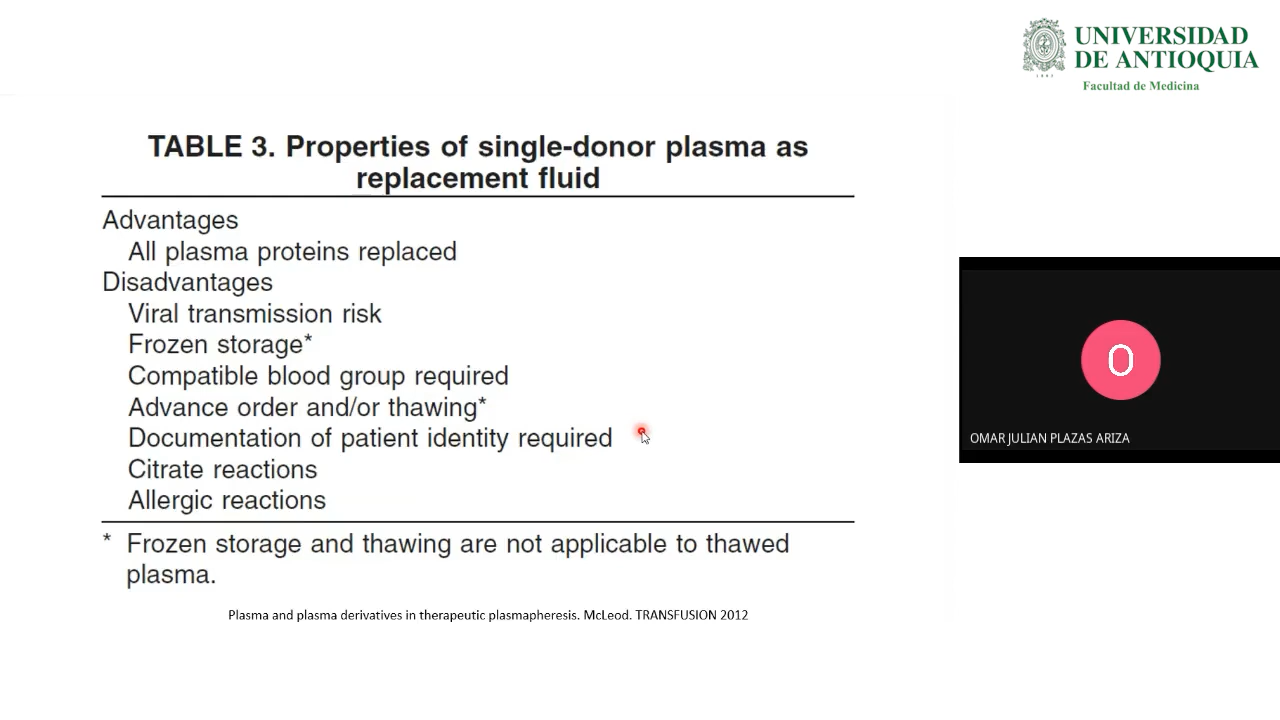 UNIVERSIDAD
DE ANTIOQUIA
1803
Facultad de Medicina
TABLE 3. Properties of single-donor plasma as
replacement fluid
Advantages
All plasma proteins replaced
Disadvantages
Viral transmission risk
Frozen storage*
Compatible blood group required
Advance order and/or thawing*
Documentation of patient identity required
Citrate reactions
Allergic reactions
* Frozen storage and thawing are not applicable to thawed
plasma.
Plasma and plasma derivatives in therapeutic plasmapheresis. McLeod. TRANSFUSION 2012
O
OMAR JULIAN PLAZAS ARIZA